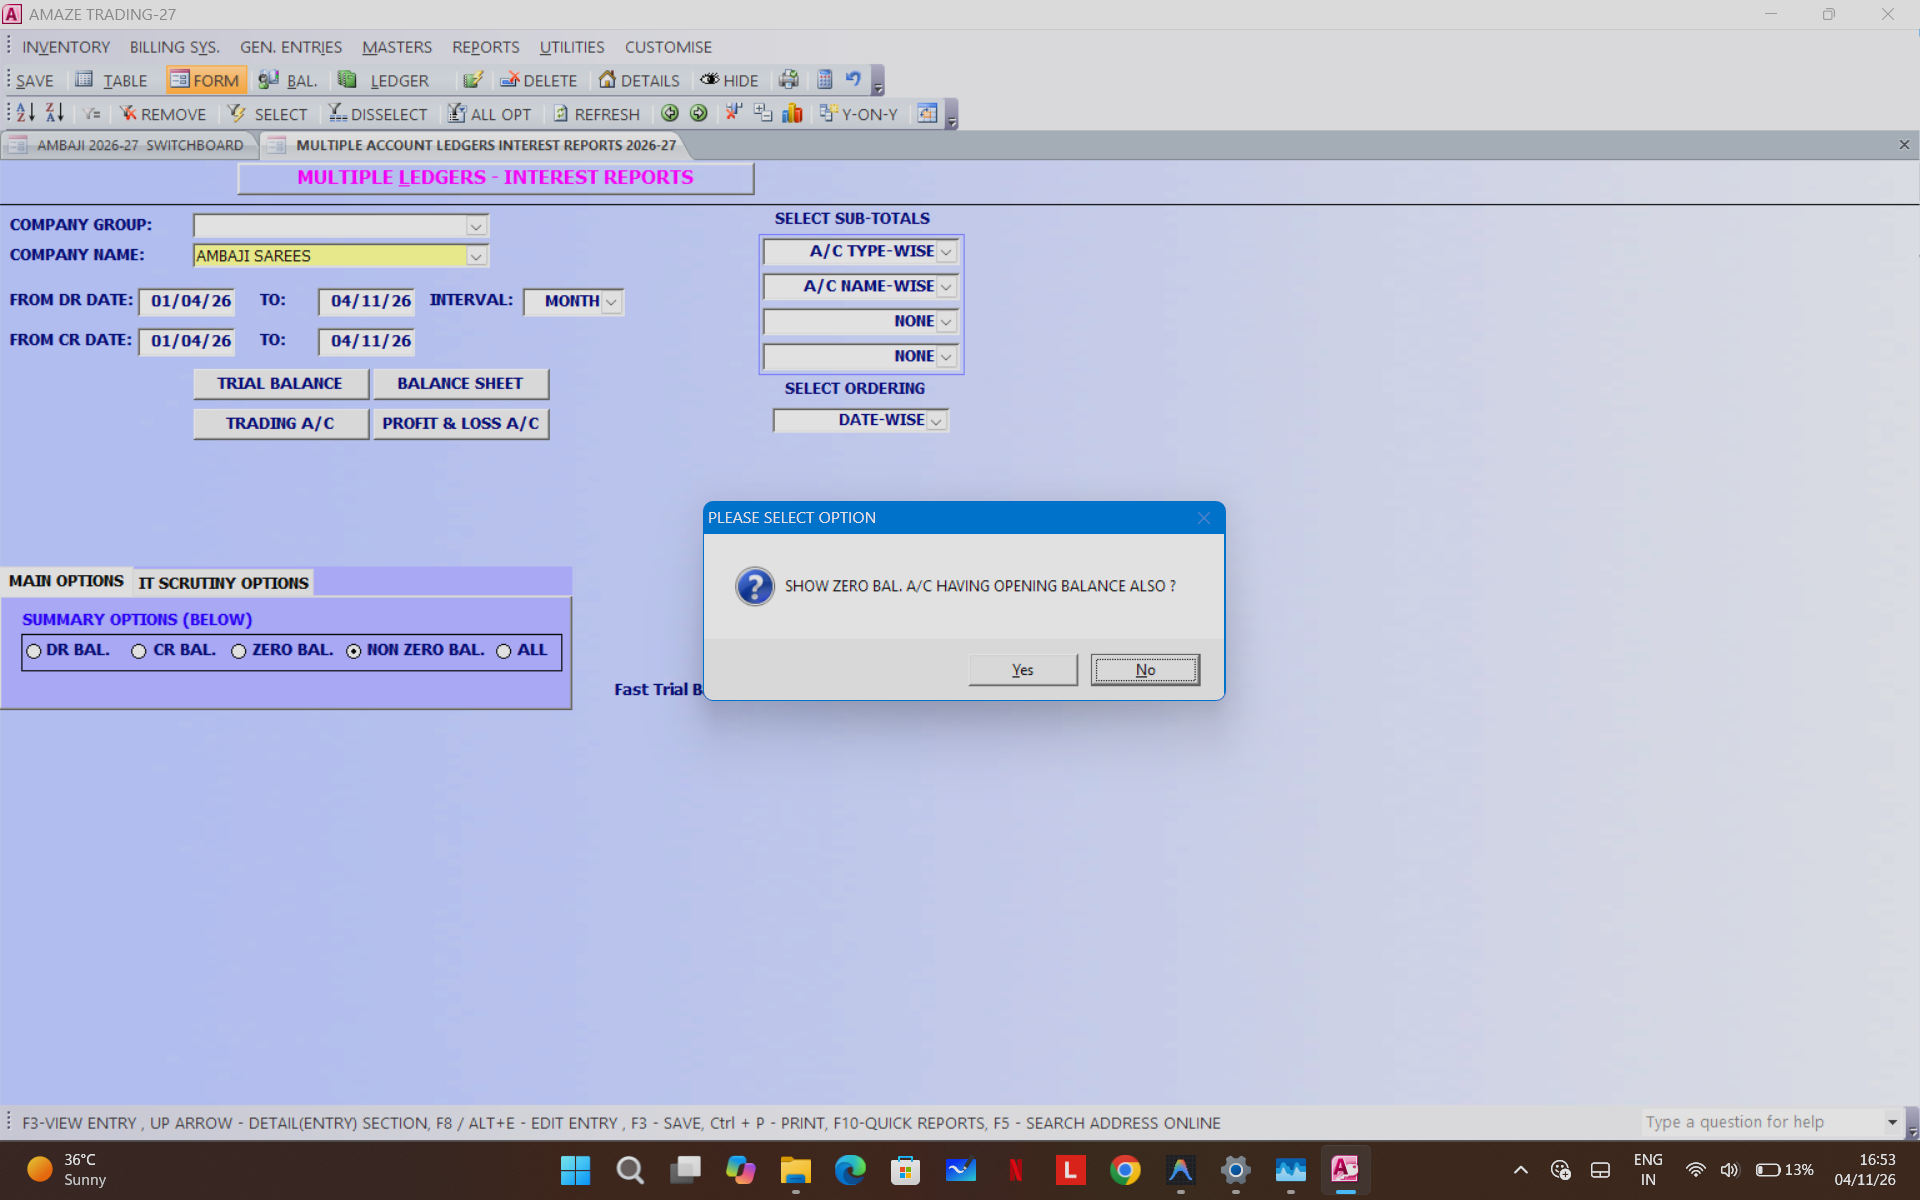 AMAZE TRADING-27
INVENTORY BILLING SYS. GEN. ENTRIES MASTERS REPORTS UTILITIES CUSTOMISE
SAVE TABLE FORM BAL. LEDGER DELETE DETAILS HIDE
REMOVE SELECT DISSELECT ALL OPT REFRESH Y-ON-Y
AMBAJI 2026-27 SWITCHBOARD MULTIPLE ACCOUNT LEDGERS INTEREST REPORTS 2026-27
MULTIPLE LEDGERS - INTEREST REPORTS
COMPANY GROUP:
COMPANY NAME: AMBAJI SAREES
FROM DR DATE: 01/04/26 TO: 04/11/26 INTERVAL: MONTH
FROM CR DATE: 01/04/26 TO: 04/11/26
TRIAL BALANCE BALANCE SHEET
TRADING A/C PROFIT & LOSS A/C
SELECT SUB-TOTALS
A/C TYPE-WISE
A/C NAME-WISE
NONE
NONE
SELECT ORDERING
DATE-WISE
PLEASE SELECT OPTION
SHOW ZERO BAL. A/C HAVING OPENING BALANCE ALSO ?
Yes No
MAIN OPTIONS IT SCRUTINY OPTIONS
SUMMARY OPTIONS (BELOW)
DR BAL. CR BAL. ZERO BAL. NON ZERO BAL. ALL
Fast Trial B
F3-VIEW ENTRY , UP ARROW - DETAIL(ENTRY) SECTION, F8 / ALT+E - EDIT ENTRY , F3 - SAVE, Ctrl + P - PRINT, F10-QUICK REPORTS, F5 - SEARCH ADDRESS ONLINE
Type a question for help
36°C
Sunny
ENG
IN
13%
16:53
04/11/26